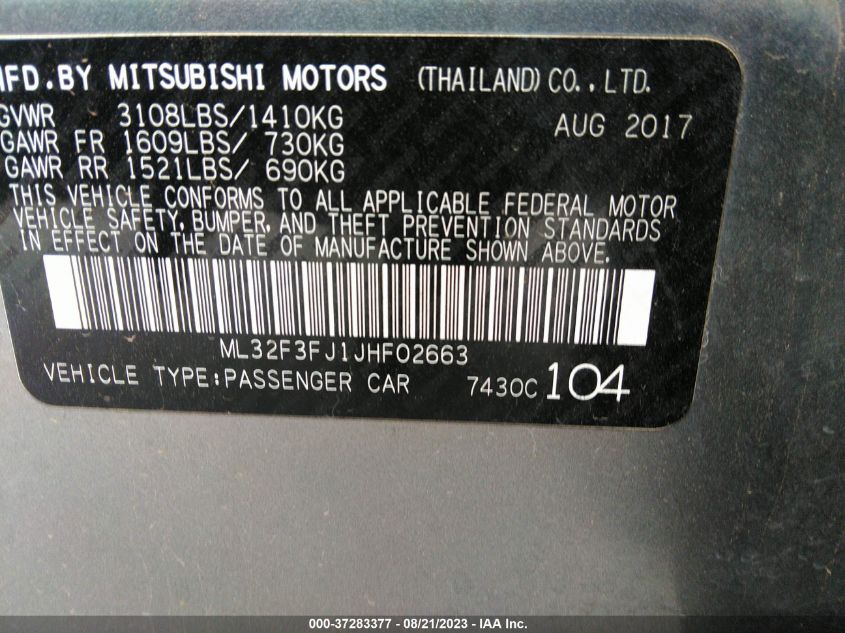 MFD.BY MITSUBISHI MOTORS (THAILAND) CO.,LTD.
GVWR 3108LBS/1410KG AUG 2017
GAWR FR 1609LBS/ 730KG
GAWR RR 1521LBS/ 690KG
THIS VEHICLE CONFORMS TO ALL APPLICABLE FEDERAL MOTOR
VEHICLE SAFETY, BUMPER, AND THEFT PREVENTION STANDARDS
IN EFFECT ON THE DATE OF MANUFACTURE SHOWN ABOVE.
ML32F3FJ1JHF02663
VEHICLE TYPE:PASSENGER CAR 7430C 104
000-37283377 - 08/21/2023 - IAA Inc.